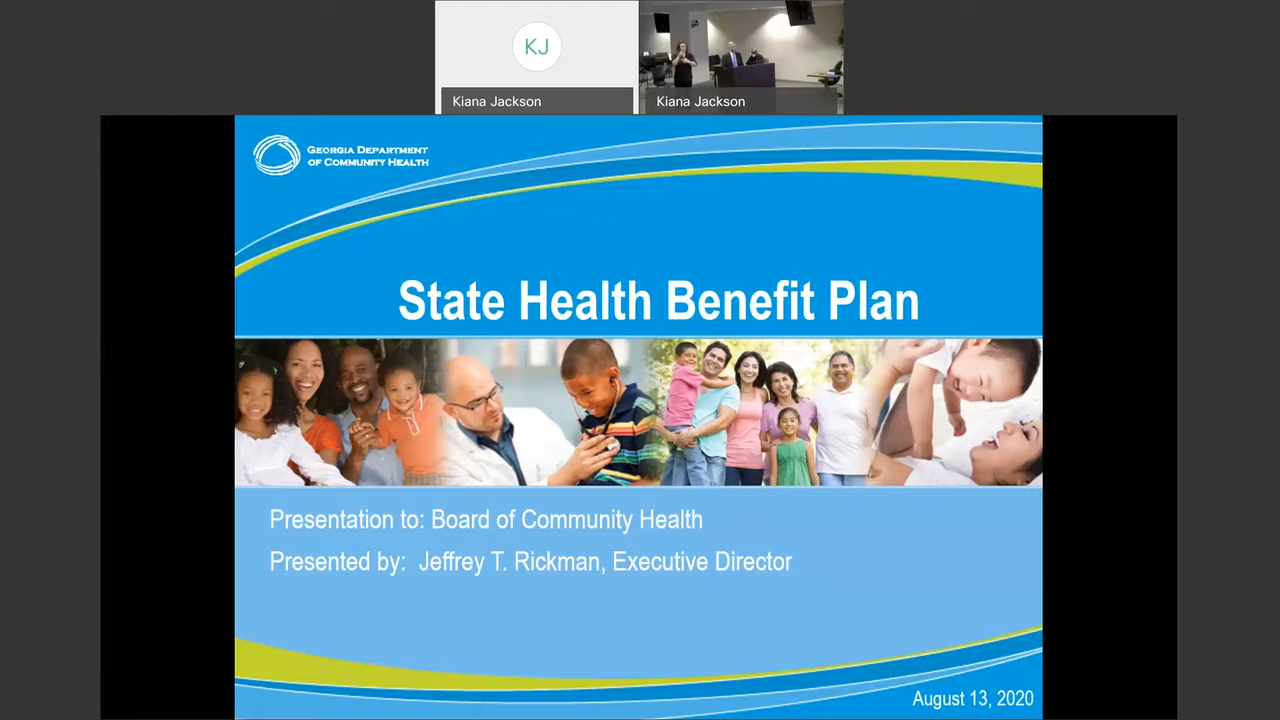 KJ
Kiana Jackson
Kiana Jackson
GEORGIA DEPARTMENT
OF COMMUNITY HEALTH
State Health Benefit Plan
Presentation to: Board of Community Health
Presented by: Jeffrey T. Rickman, Executive Director
August 13, 2020